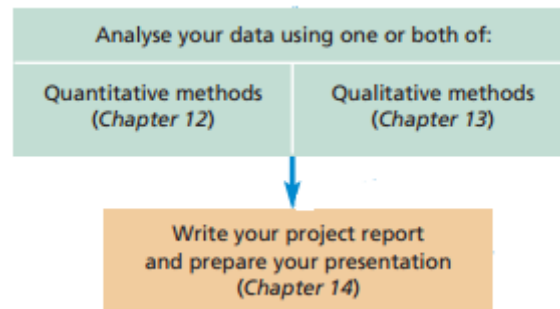 Analyse your data using one or both of:
Quantitative methods
(Chapter 12)
Qualitative methods
(Chapter 13)
Write your project report
and prepare your presentation
(Chapter 14)